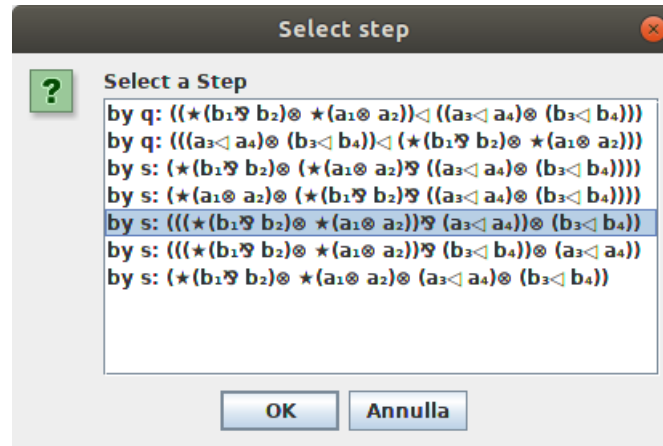 Select step
?
Select a Step
by q: ((★(b₁⅋ b₂)⊗ ★(a₁⊗ a₂))◁ ((a₃◁ a₄)⊗ (b₃◁ b₄)))
by q: (((a₃◁ a₄)⊗ (b₃◁ b₄))◁ (★(b₁⅋ b₂)⊗ ★(a₁⊗ a₂)))
by s: (★(b₁⅋ b₂)⊗ (★(a₁⊗ a₂)⅋ ((a₃◁ a₄)⊗ (b₃◁ b₄))))
by s: (★(a₁⊗ a₂)⊗ (★(b₁⅋ b₂)⅋ ((a₃◁ a₄)⊗ (b₃◁ b₄))))
by s: (((★(b₁⅋ b₂)⊗ ★(a₁⊗ a₂))⅋ (a₃◁ a₄))⊗ (b₃◁ b₄))
by s: (((★(b₁⅋ b₂)⊗ ★(a₁⊗ a₂))⅋ (b₃◁ b₄))⊗ (a₃◁ a₄))
by s: (★(b₁⅋ b₂)⊗ ★(a₁⊗ a₂)⊗ (a₃◁ a₄)⊗ (b₃◁ b₄))
OK Annulla